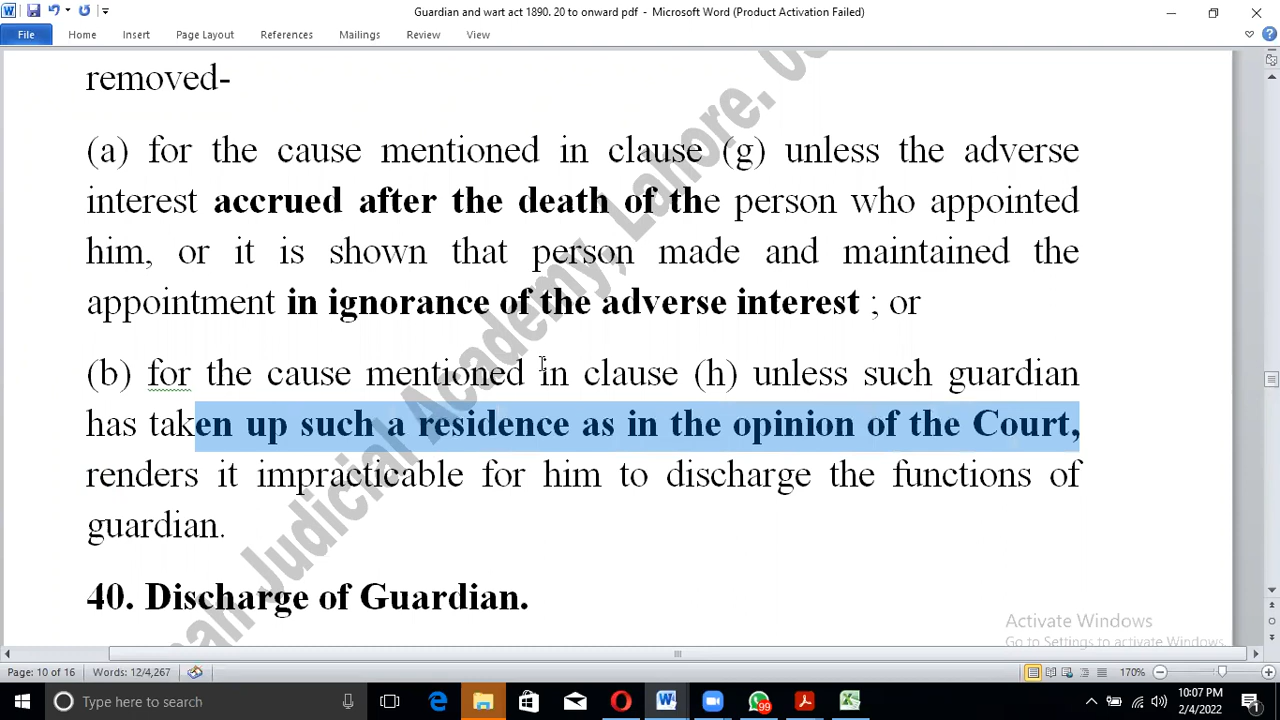 Guardian and wart act 1890. 20 to onward pdf - Microsoft Word (Product Activation Failed)
File Home Insert Page Layout References Mailings Review View
removed-
(a) for the cause mentioned in clause (g) unless the adverse
interest accrued after the death of the person who appointed
him, or it is shown that person made and maintained the
appointment in ignorance of the adverse interest ; or
(b) for the cause mentioned in clause (h) unless such guardian
has taken up such a residence as in the opinion of the Court,
renders it impracticable for him to discharge the functions of
guardian.
40. Discharge of Guardian.
Judicial Academy, Lahore.
Activate Windows
Go to Settings to activate Windows.
Page: 10 of 16 Words: 12/4,267 170%
Type here to search
99
10:07 PM
2/4/2022
1